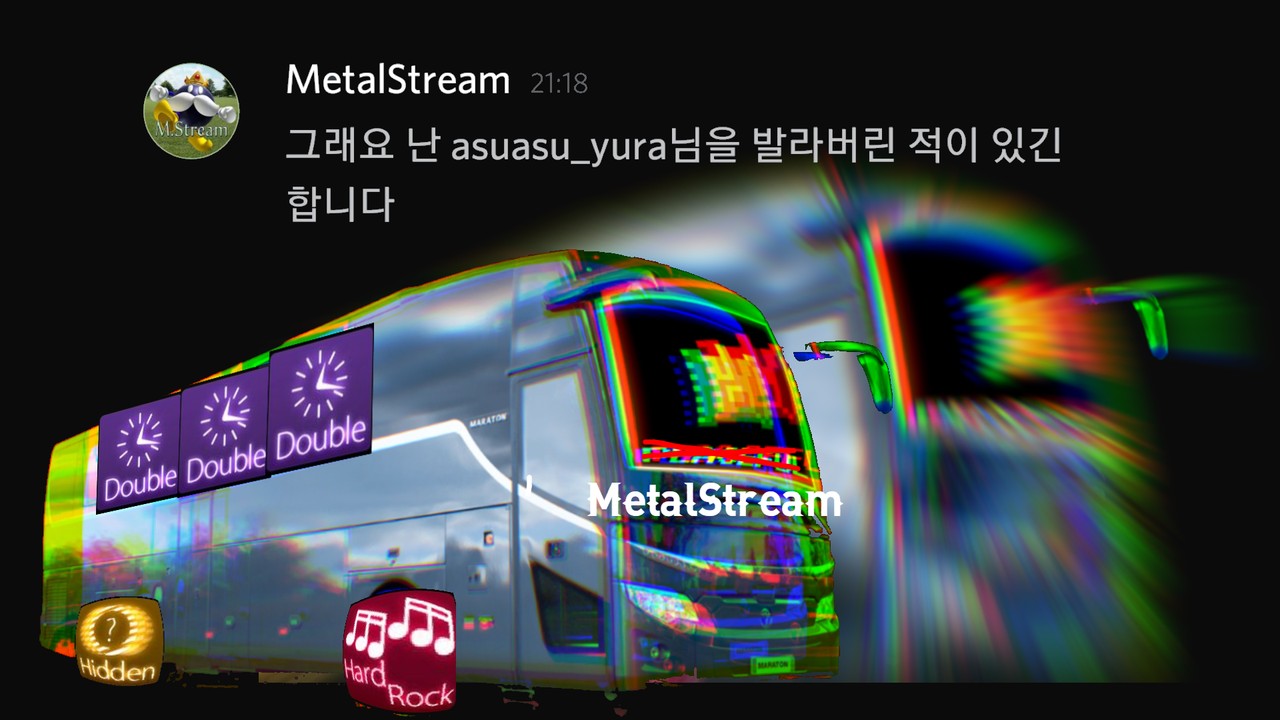 MetalStream 21:18
M.Stream
그래요 난 asuasu_yura님을 발라버린 적이 있긴
합니다
MARATON
Double
Double
Double
MetalStream
?
Hidden
Hard
Rock
MARATON